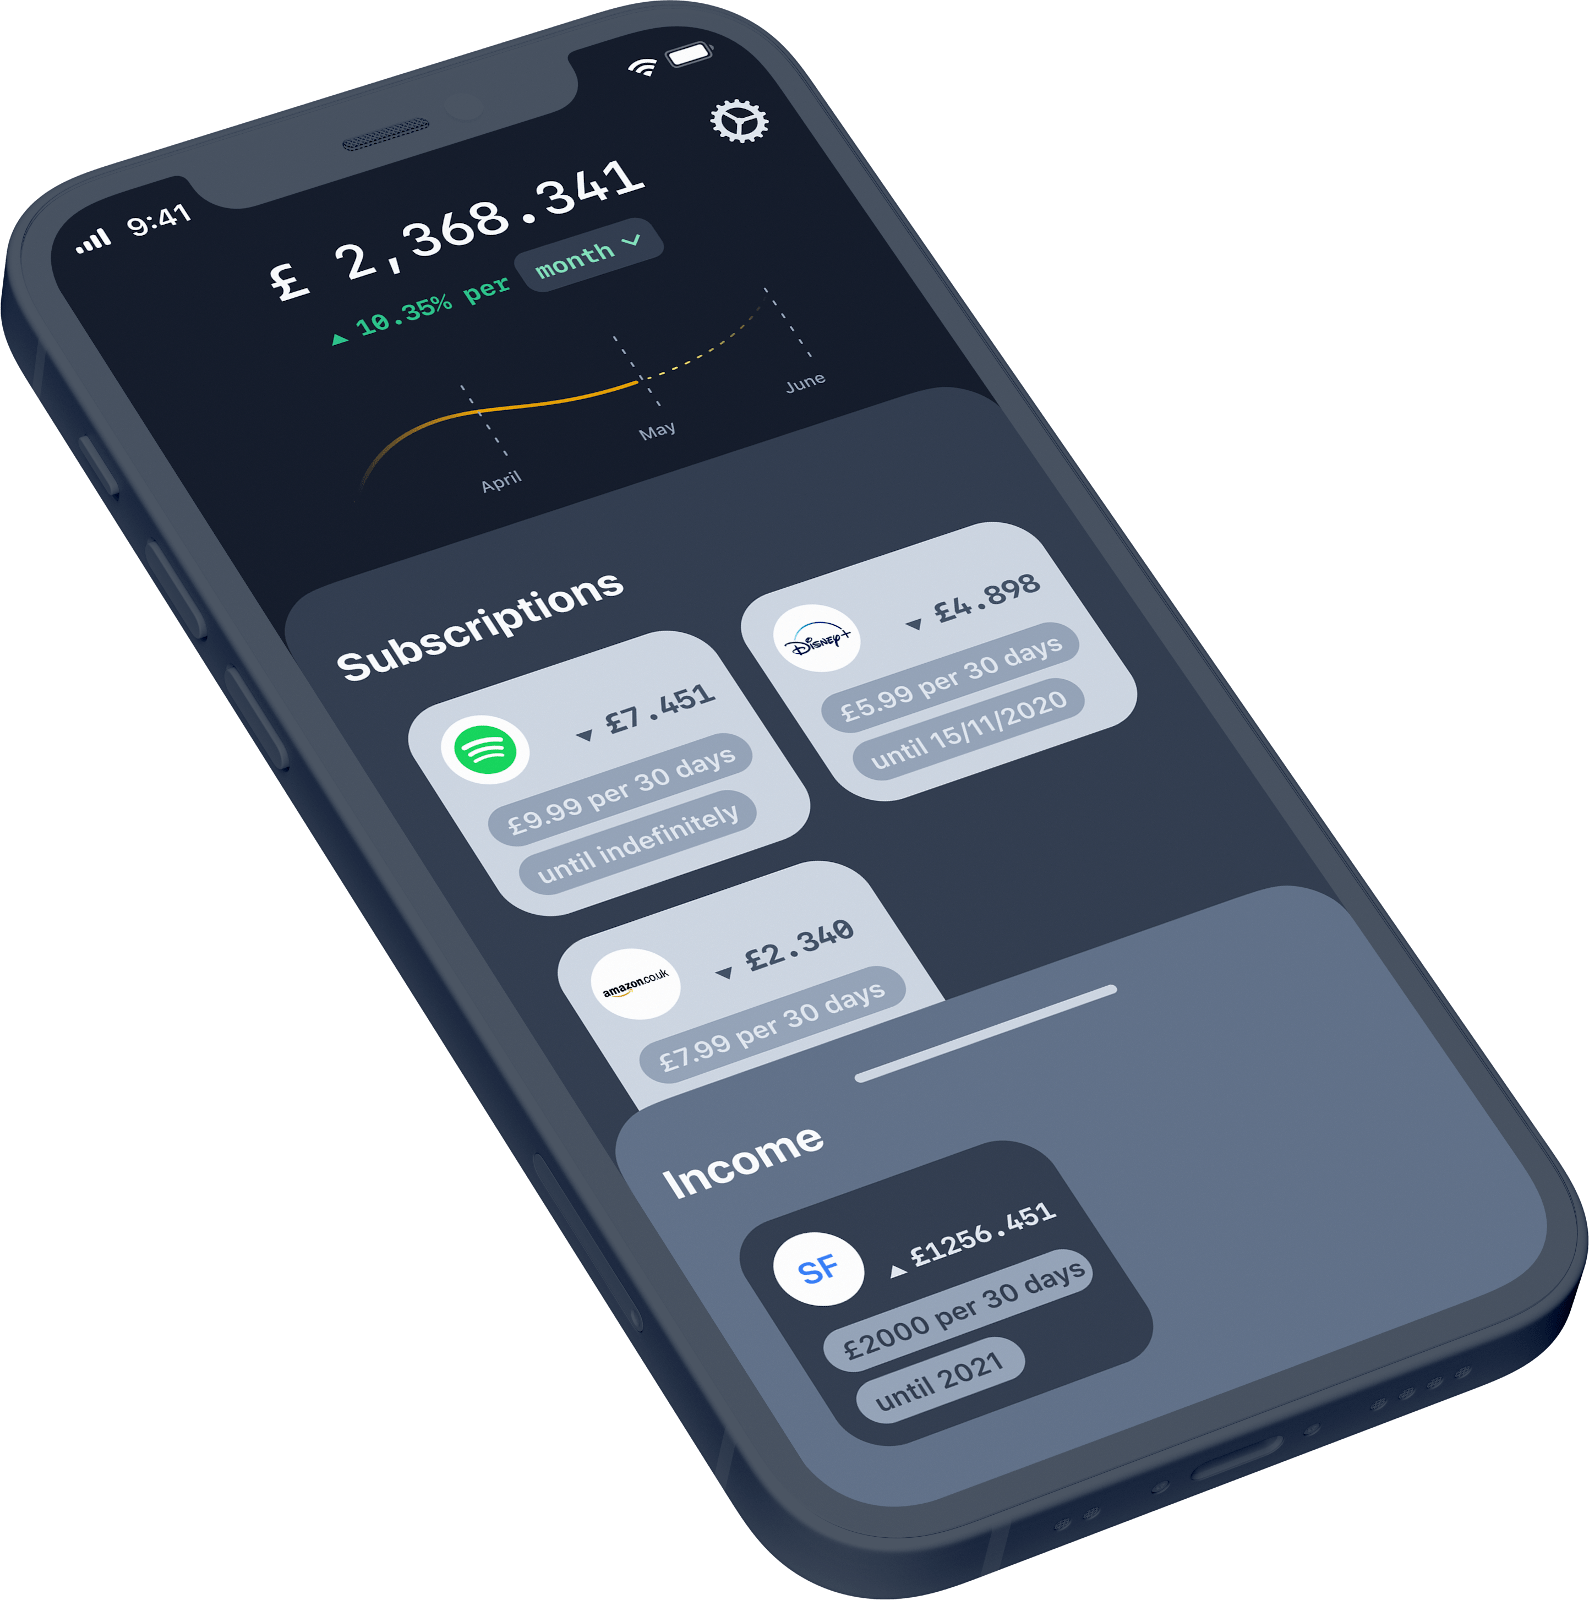 9:41
£ 2,368.341
▲ 10.35% per month
April May June
Subscriptions
▼ £7.451
£9.99 per 30 days
until indefinitely
Disney+
▼ £4.898
£5.99 per 30 days
until 15/11/2020
amazon.co.uk
▼ £2.340
£7.99 per 30 days
Income
SF
▲ £1256.451
£2000 per 30 days
until 2021